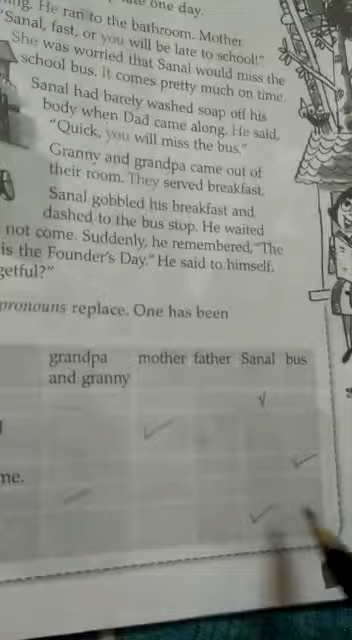 late one day.
ing. He ran to the bathroom. Mother
"Sanal, fast, or you will be late to school!"
She was worried that Sanal would miss the
school bus. It comes pretty much on time.
Sanal had barely washed soap off his
body when Dad came along. He said,
"Quick, you will miss the bus."
Granny and grandpa came out of
their room. They served breakfast.
Sanal gobbled his breakfast and
dashed to the bus stop. He waited
not come. Suddenly, he remembered, "The
is the Founder's Day." He said to himself.
getful?"
pronouns replace. One has been
grandpa mother father Sanal bus
and granny
me.